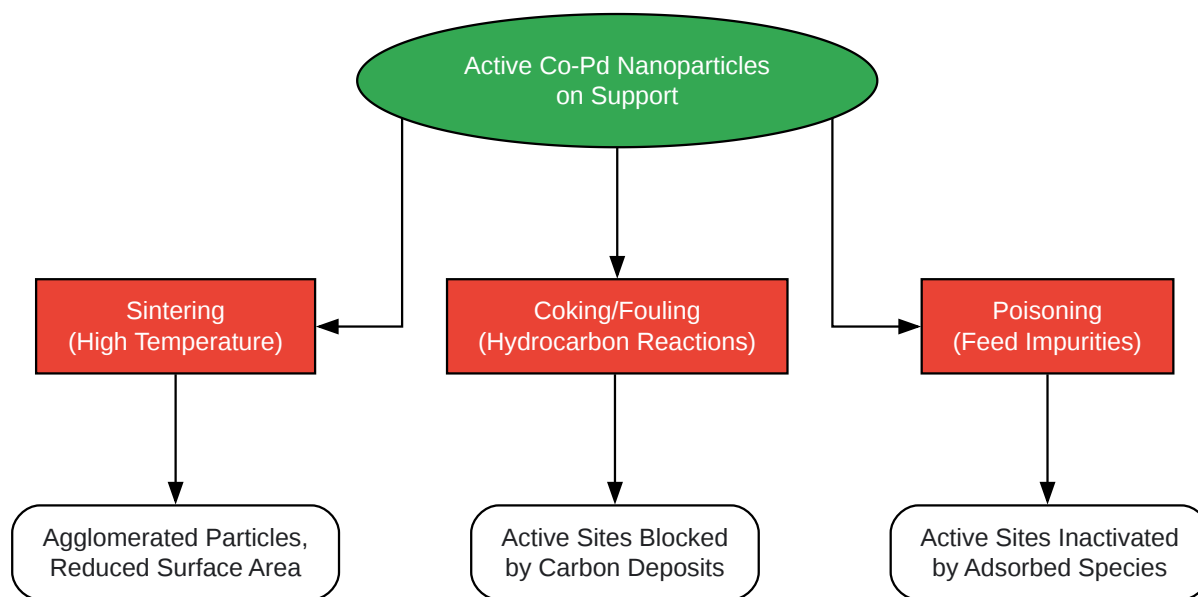 Active Co-Pd Nanoparticles
on Support
Sintering
(High Temperature)
Coking/Fouling
(Hydrocarbon Reactions)
Poisoning
(Feed Impurities)
Agglomerated Particles,
Reduced Surface Area
Active Sites Blocked
by Carbon Deposits
Active Sites Inactivated
by Adsorbed Species